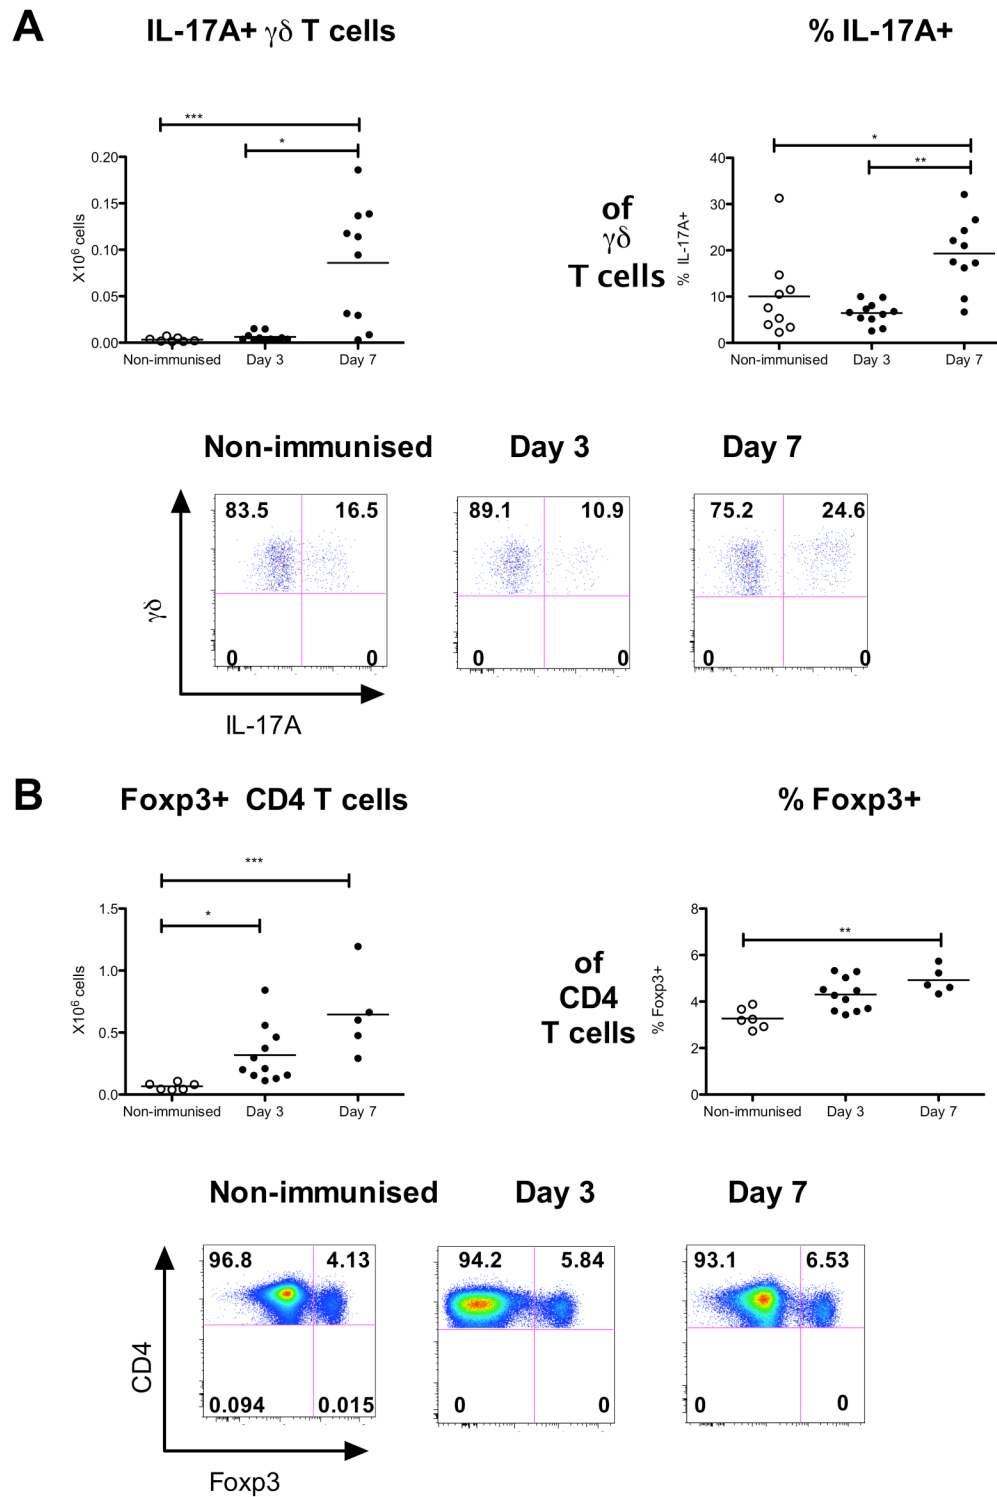 A
IL-17A+ γδ T cells
% IL-17A+
***
*
0.20
0.15
0.10
0.05
0.00
X10⁶ cells
Non-immunised
Day 3
Day 7
of
γδ
T cells
*
**
40
30
20
10
0
% IL-17A+
Non-immunised
Day 3
Day 7
Non-immunised
Day 3
Day 7
83.5
16.5
0
0
89.1
10.9
0
0
75.2
24.6
0
0
γδ
IL-17A
B
Foxp3+ CD4 T cells
% Foxp3+
***
*
1.5
1.0
0.5
0.0
X10⁶ cells
Non-immunised
Day 3
Day 7
of
CD4
T cells
**
8
6
4
2
0
% Foxp3+
Non-immunised
Day 3
Day 7
Non-immunised
Day 3
Day 7
96.8
4.13
0.094
0.015
94.2
5.84
0
0
93.1
6.53
0
0
CD4
Foxp3